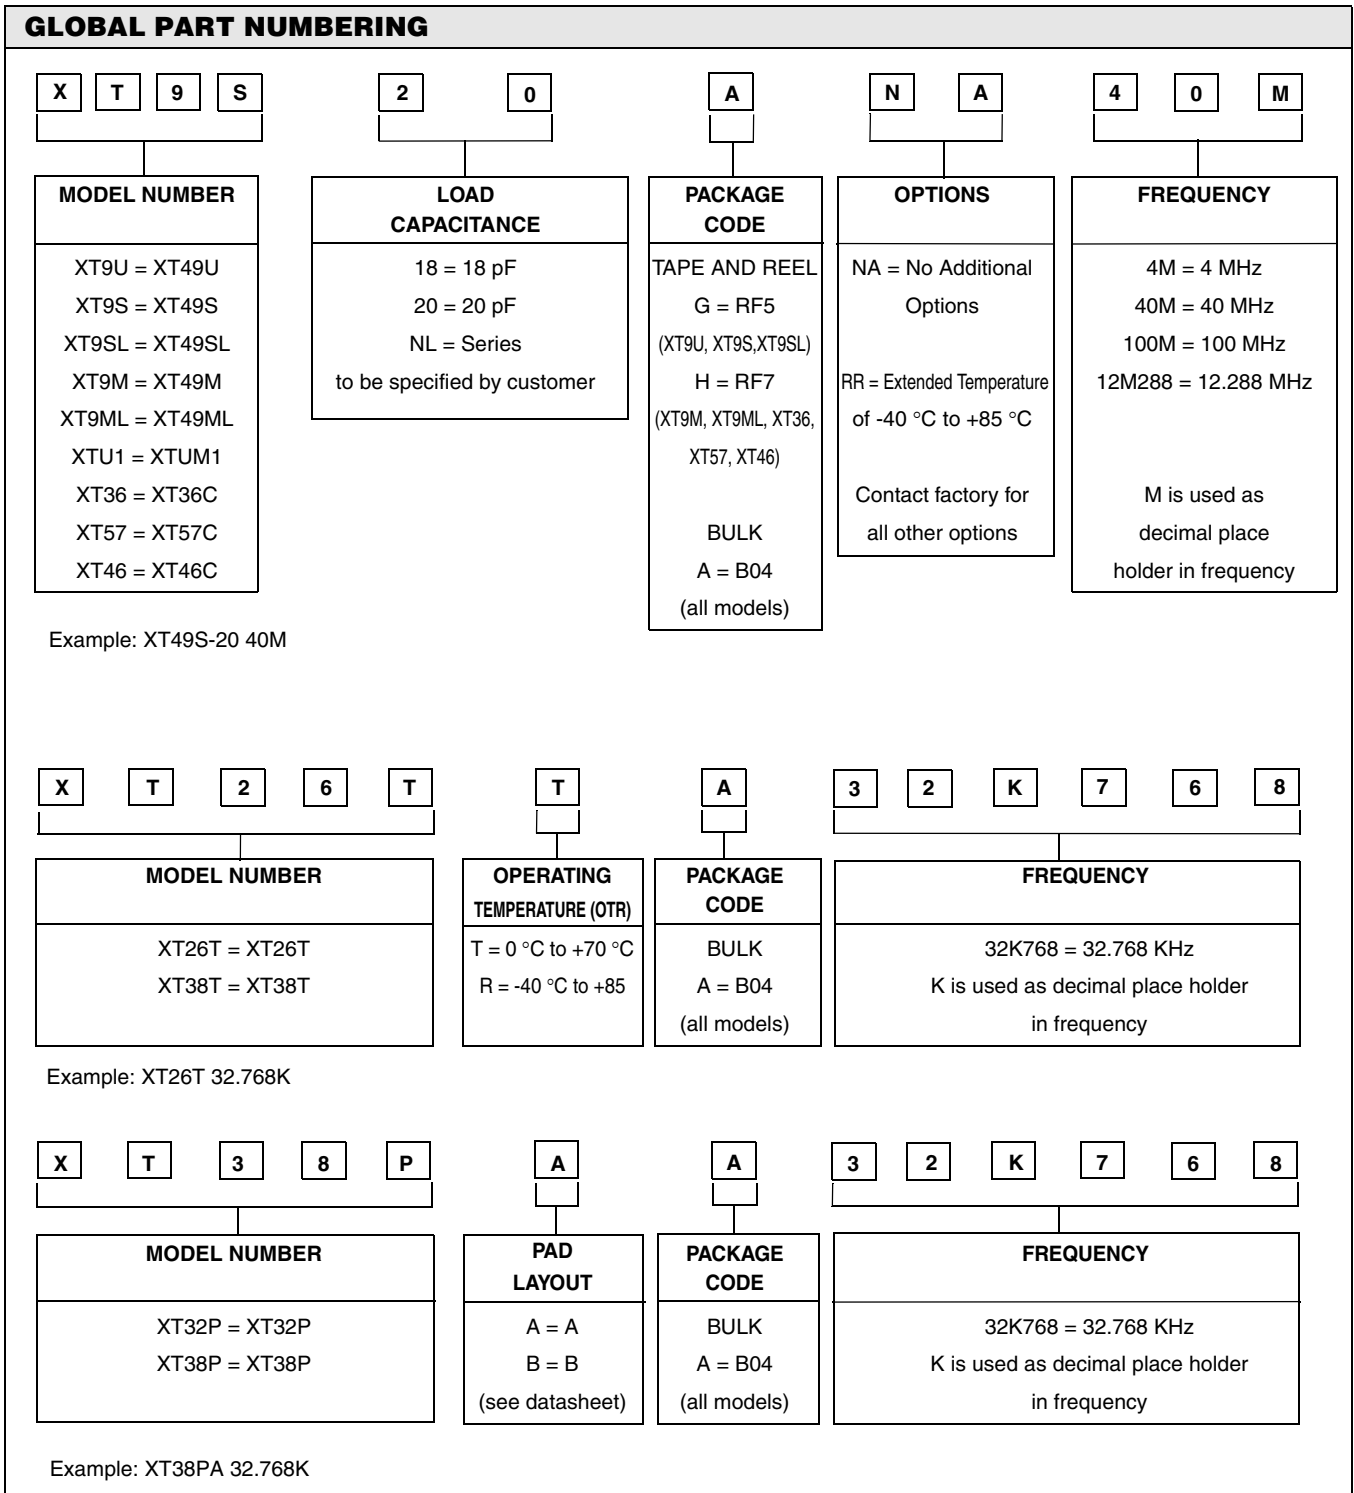 GLOBAL PART NUMBERING
X T 9 S 2 0 A N A 4 0 M
MODEL NUMBER
XT9U = XT49U
XT9S = XT49S
XT9SL = XT49SL
XT9M = XT49M
XT9ML = XT49ML
XTU1 = XTUM1
XT36 = XT36C
XT57 = XT57C
XT46 = XT46C
LOAD
CAPACITANCE
18 = 18 pF
20 = 20 pF
NL = Series
to be specified by customer
PACKAGE
CODE
TAPE AND REEL
G = RF5
(XT9U, XT9S,XT9SL)
H = RF7
(XT9M, XT9ML, XT36,
XT57, XT46)
BULK
A = B04
(all models)
OPTIONS
NA = No Additional
Options
RR = Extended Temperature
of -40 °C to +85 °C
Contact factory for
all other options
FREQUENCY
4M = 4 MHz
40M = 40 MHz
100M = 100 MHz
12M288 = 12.288 MHz
M is used as
decimal place
holder in frequency
Example: XT49S-20 40M
X T 2 6 T T A 3 2 K 7 6 8
MODEL NUMBER
XT26T = XT26T
XT38T = XT38T
OPERATING
TEMPERATURE (OTR)
T = 0 °C to +70 °C
R = -40 °C to +85
PACKAGE
CODE
BULK
A = B04
(all models)
FREQUENCY
32K768 = 32.768 KHz
K is used as decimal place holder
in frequency
Example: XT26T 32.768K
X T 3 8 P A A 3 2 K 7 6 8
MODEL NUMBER
XT32P = XT32P
XT38P = XT38P
PAD
LAYOUT
A = A
B = B
(see datasheet)
PACKAGE
CODE
BULK
A = B04
(all models)
FREQUENCY
32K768 = 32.768 KHz
K is used as decimal place holder
in frequency
Example: XT38PA 32.768K